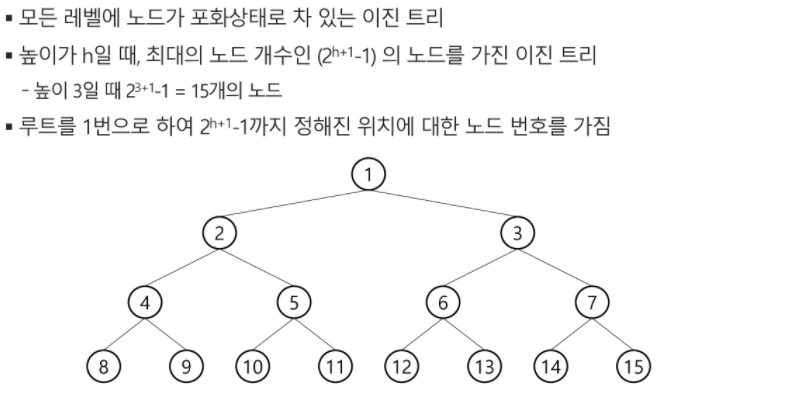 ▪ 모든 레벨에 노드가 포화상태로 차 있는 이진 트리
▪ 높이가 h일 때, 최대의 노드 개수인 (2ʰ⁺¹-1) 의 노드를 가진 이진 트리
- 높이 3일 때 2³⁺¹-1 = 15개의 노드
▪ 루트를 1번으로 하여 2ʰ⁺¹-1까지 정해진 위치에 대한 노드 번호를 가짐
1
2 3
4 5 6 7
8 9 10 11 12 13 14 15